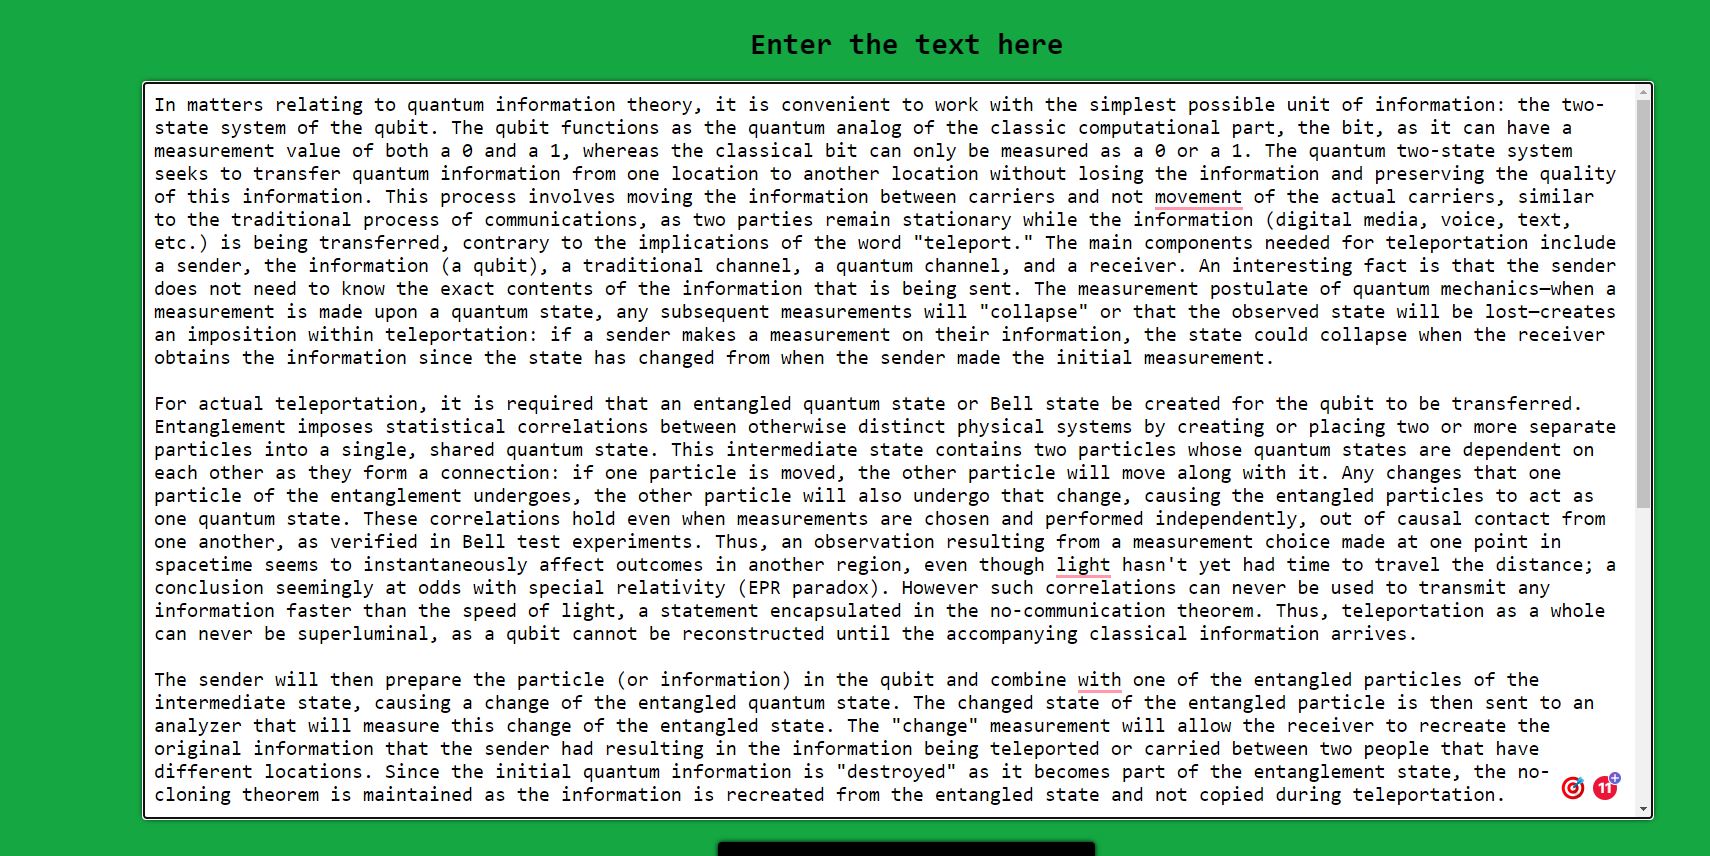 Enter the text here
In matters relating to quantum information theory, it is convenient to work with the simplest possible unit of information: the two-
state system of the qubit. The qubit functions as the quantum analog of the classic computational part, the bit, as it can have a
measurement value of both a 0 and a 1, whereas the classical bit can only be measured as a 0 or a 1. The quantum two-state system
seeks to transfer quantum information from one location to another location without losing the information and preserving the quality
of this information. This process involves moving the information between carriers and not movement of the actual carriers, similar
to the traditional process of communications, as two parties remain stationary while the information (digital media, voice, text,
etc.) is being transferred, contrary to the implications of the word "teleport." The main components needed for teleportation include
a sender, the information (a qubit), a traditional channel, a quantum channel, and a receiver. An interesting fact is that the sender
does not need to know the exact contents of the information that is being sent. The measurement postulate of quantum mechanics—when a
measurement is made upon a quantum state, any subsequent measurements will "collapse" or that the observed state will be lost—creates
an imposition within teleportation: if a sender makes a measurement on their information, the state could collapse when the receiver
obtains the information since the state has changed from when the sender made the initial measurement.
For actual teleportation, it is required that an entangled quantum state or Bell state be created for the qubit to be transferred.
Entanglement imposes statistical correlations between otherwise distinct physical systems by creating or placing two or more separate
particles into a single, shared quantum state. This intermediate state contains two particles whose quantum states are dependent on
each other as they form a connection: if one particle is moved, the other particle will move along with it. Any changes that one
particle of the entanglement undergoes, the other particle will also undergo that change, causing the entangled particles to act as
one quantum state. These correlations hold even when measurements are chosen and performed independently, out of causal contact from
one another, as verified in Bell test experiments. Thus, an observation resulting from a measurement choice made at one point in
spacetime seems to instantaneously affect outcomes in another region, even though light hasn't yet had time to travel the distance; a
conclusion seemingly at odds with special relativity (EPR paradox). However such correlations can never be used to transmit any
information faster than the speed of light, a statement encapsulated in the no-communication theorem. Thus, teleportation as a whole
can never be superluminal, as a qubit cannot be reconstructed until the accompanying classical information arrives.
The sender will then prepare the particle (or information) in the qubit and combine with one of the entangled particles of the
intermediate state, causing a change of the entangled quantum state. The changed state of the entangled particle is then sent to an
analyzer that will measure this change of the entangled state. The "change" measurement will allow the receiver to recreate the
original information that the sender had resulting in the information being teleported or carried between two people that have
different locations. Since the initial quantum information is "destroyed" as it becomes part of the entanglement state, the no-
cloning theorem is maintained as the information is recreated from the entangled state and not copied during teleportation.
11